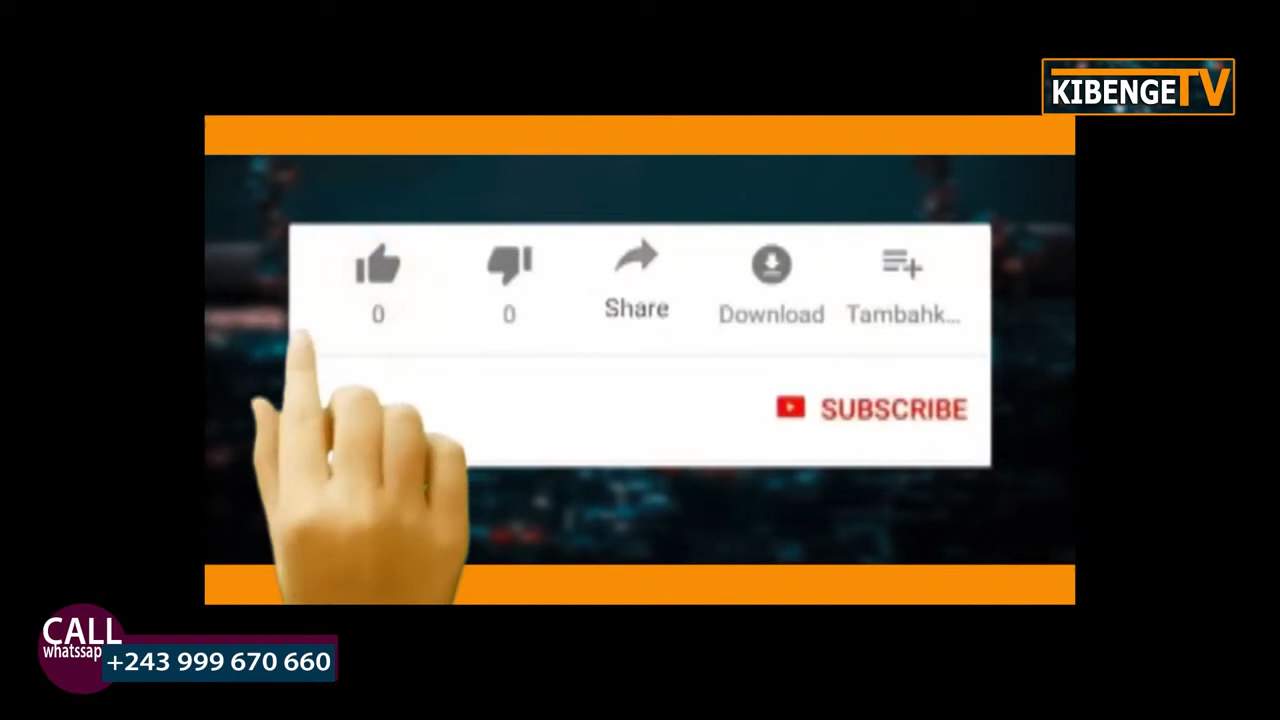 KIBENGETV
0
0
Share
Download
Tambahk...
SUBSCRIBE
CALL
whatssap
+243 999 670 660